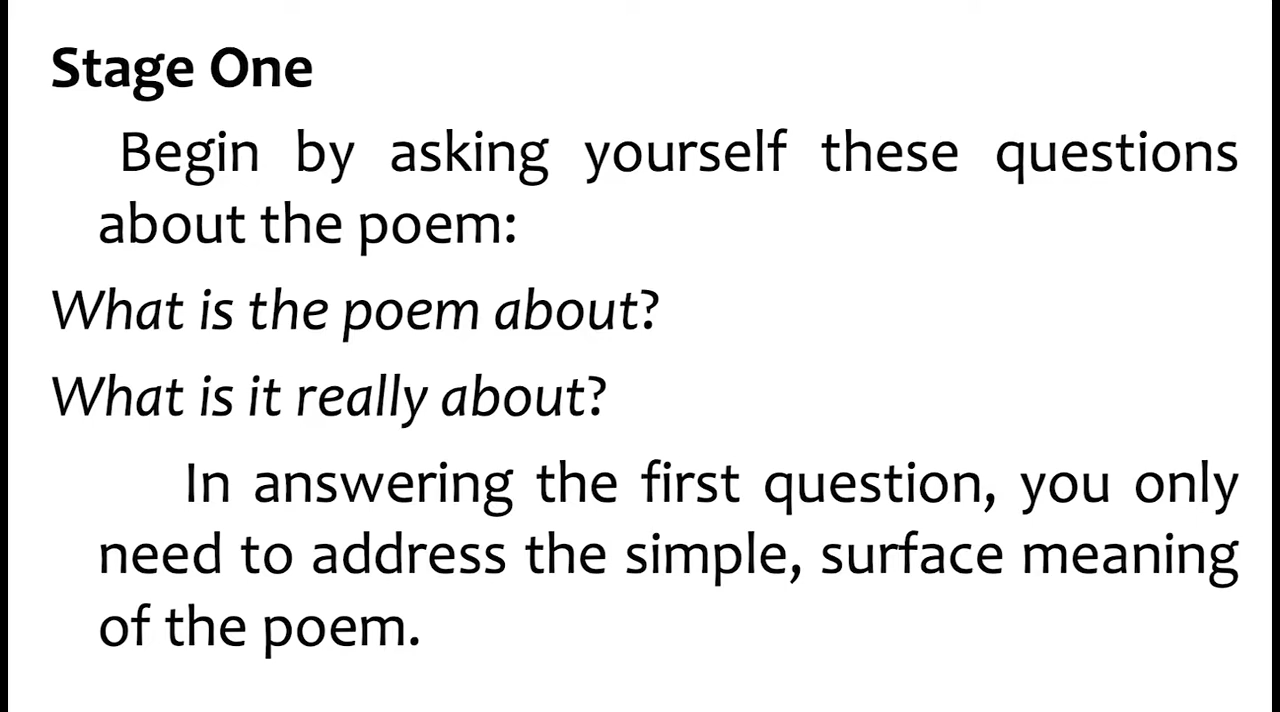 Stage One
Begin by asking yourself these questions
about the poem:
What is the poem about?
What is it really about?
In answering the first question, you only
need to address the simple, surface meaning
of the poem.